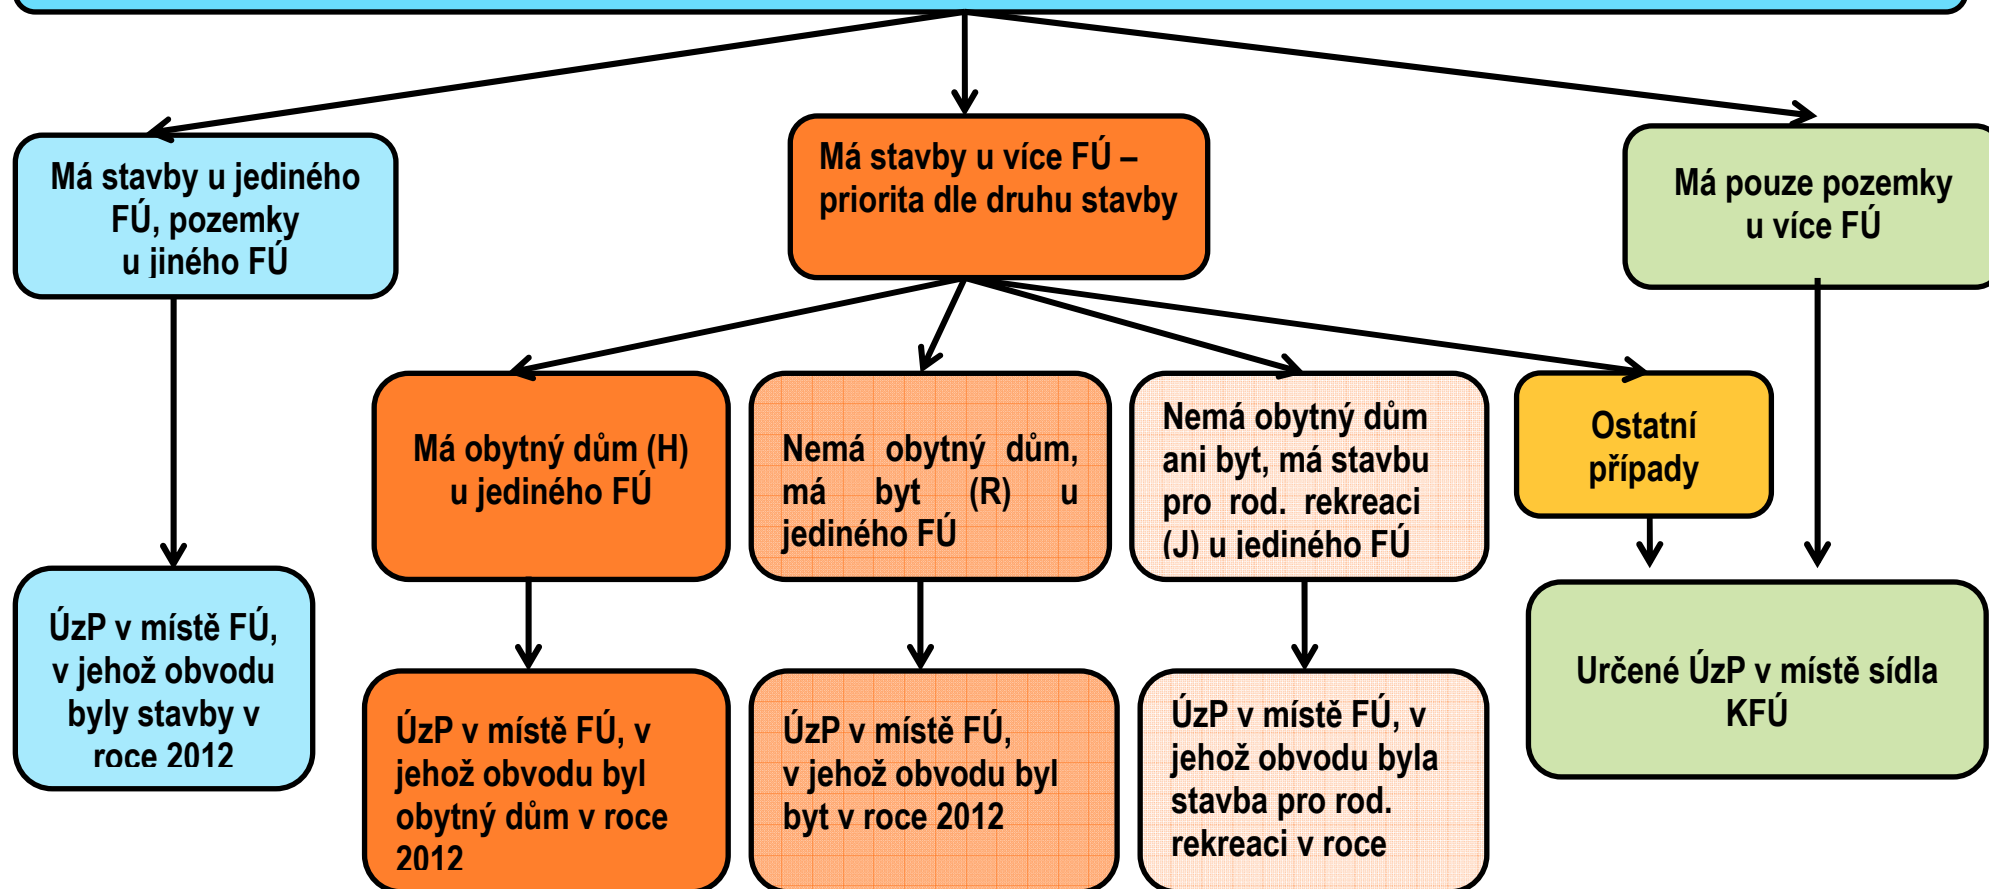 Má stavby u jediného
FÚ, pozemky
u jiného FÚ
Má stavby u více FÚ –
priorita dle druhu stavby
Má pouze pozemky
u více FÚ
Má obytný dům (H)
u jediného FÚ
Nemá obytný dům,
má byt (R) u
jediného FÚ
Nemá obytný dům
ani byt, má stavbu
pro rod. rekreaci
(J) u jediného FÚ
Ostatní
případy
ÚzP v místě FÚ,
v jehož obvodu
byly stavby v
roce 2012
ÚzP v místě FÚ, v
jehož obvodu byl
obytný dům v roce
2012
ÚzP v místě FÚ,
v jehož obvodu byl
byt v roce 2012
ÚzP v místě FÚ, v
jehož obvodu byla
stavba pro rod.
rekreaci v roce
Určené ÚzP v místě sídla
KFÚ